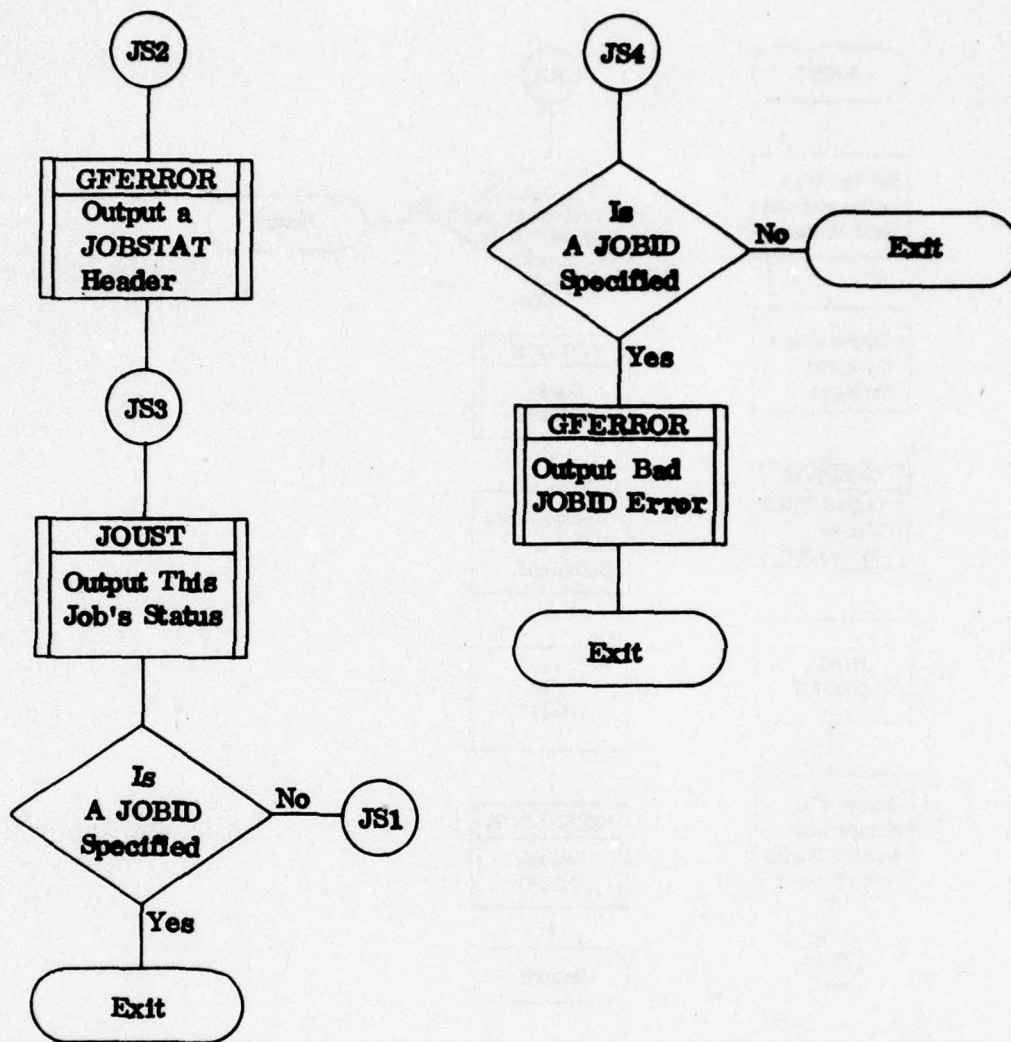 JS2
GFERROR
Output a
JOBSTAT
Header
JS3
JOUST
Output This
Job's Status
Is
A JOBID
Specified
No
JS1
Yes
Exit
JS4
Is
A JOBID
Specified
No
Exit
Yes
GFERROR
Output Bad
JOBID Error
Exit